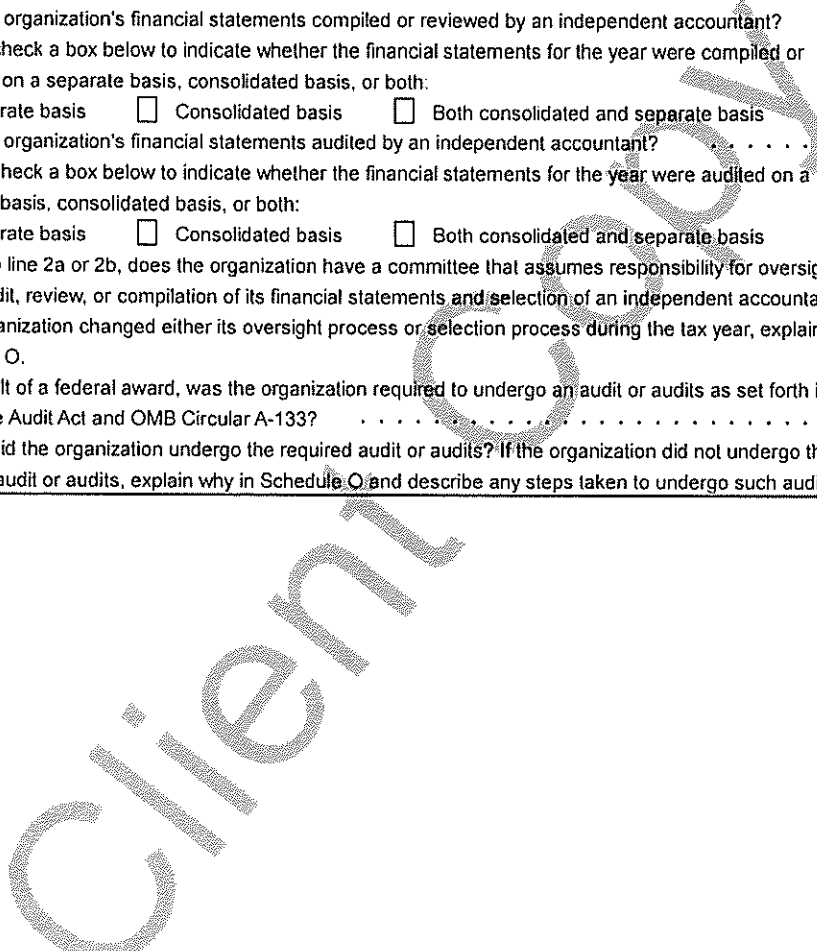 organization's financial statements compiled or reviewed by an independent accountant?
heck a box below to indicate whether the financial statements for the year were compiled or
on a separate basis, consolidated basis, or both:
rate basis ☐ Consolidated basis ☐ Both consolidated and separate basis
organization's financial statements audited by an independent accountant? . . . . . .
heck a box below to indicate whether the financial statements for the year were audited on a
basis, consolidated basis, or both:
rate basis ☐ Consolidated basis ☐ Both consolidated and separate basis
line 2a or 2b, does the organization have a committee that assumes responsibility for oversig
dit, review, or compilation of its financial statements and selection of an independent accounta
anization changed either its oversight process or selection process during the tax year, explain
O.
lt of a federal award, was the organization required to undergo an audit or audits as set forth i
e Audit Act and OMB Circular A-133? . . . . . . . . . . . . . . . . . . . . . . .
id the organization undergo the required audit or audits? If the organization did not undergo th
audit or audits, explain why in Schedule O and describe any steps taken to undergo such audi
Client Copy